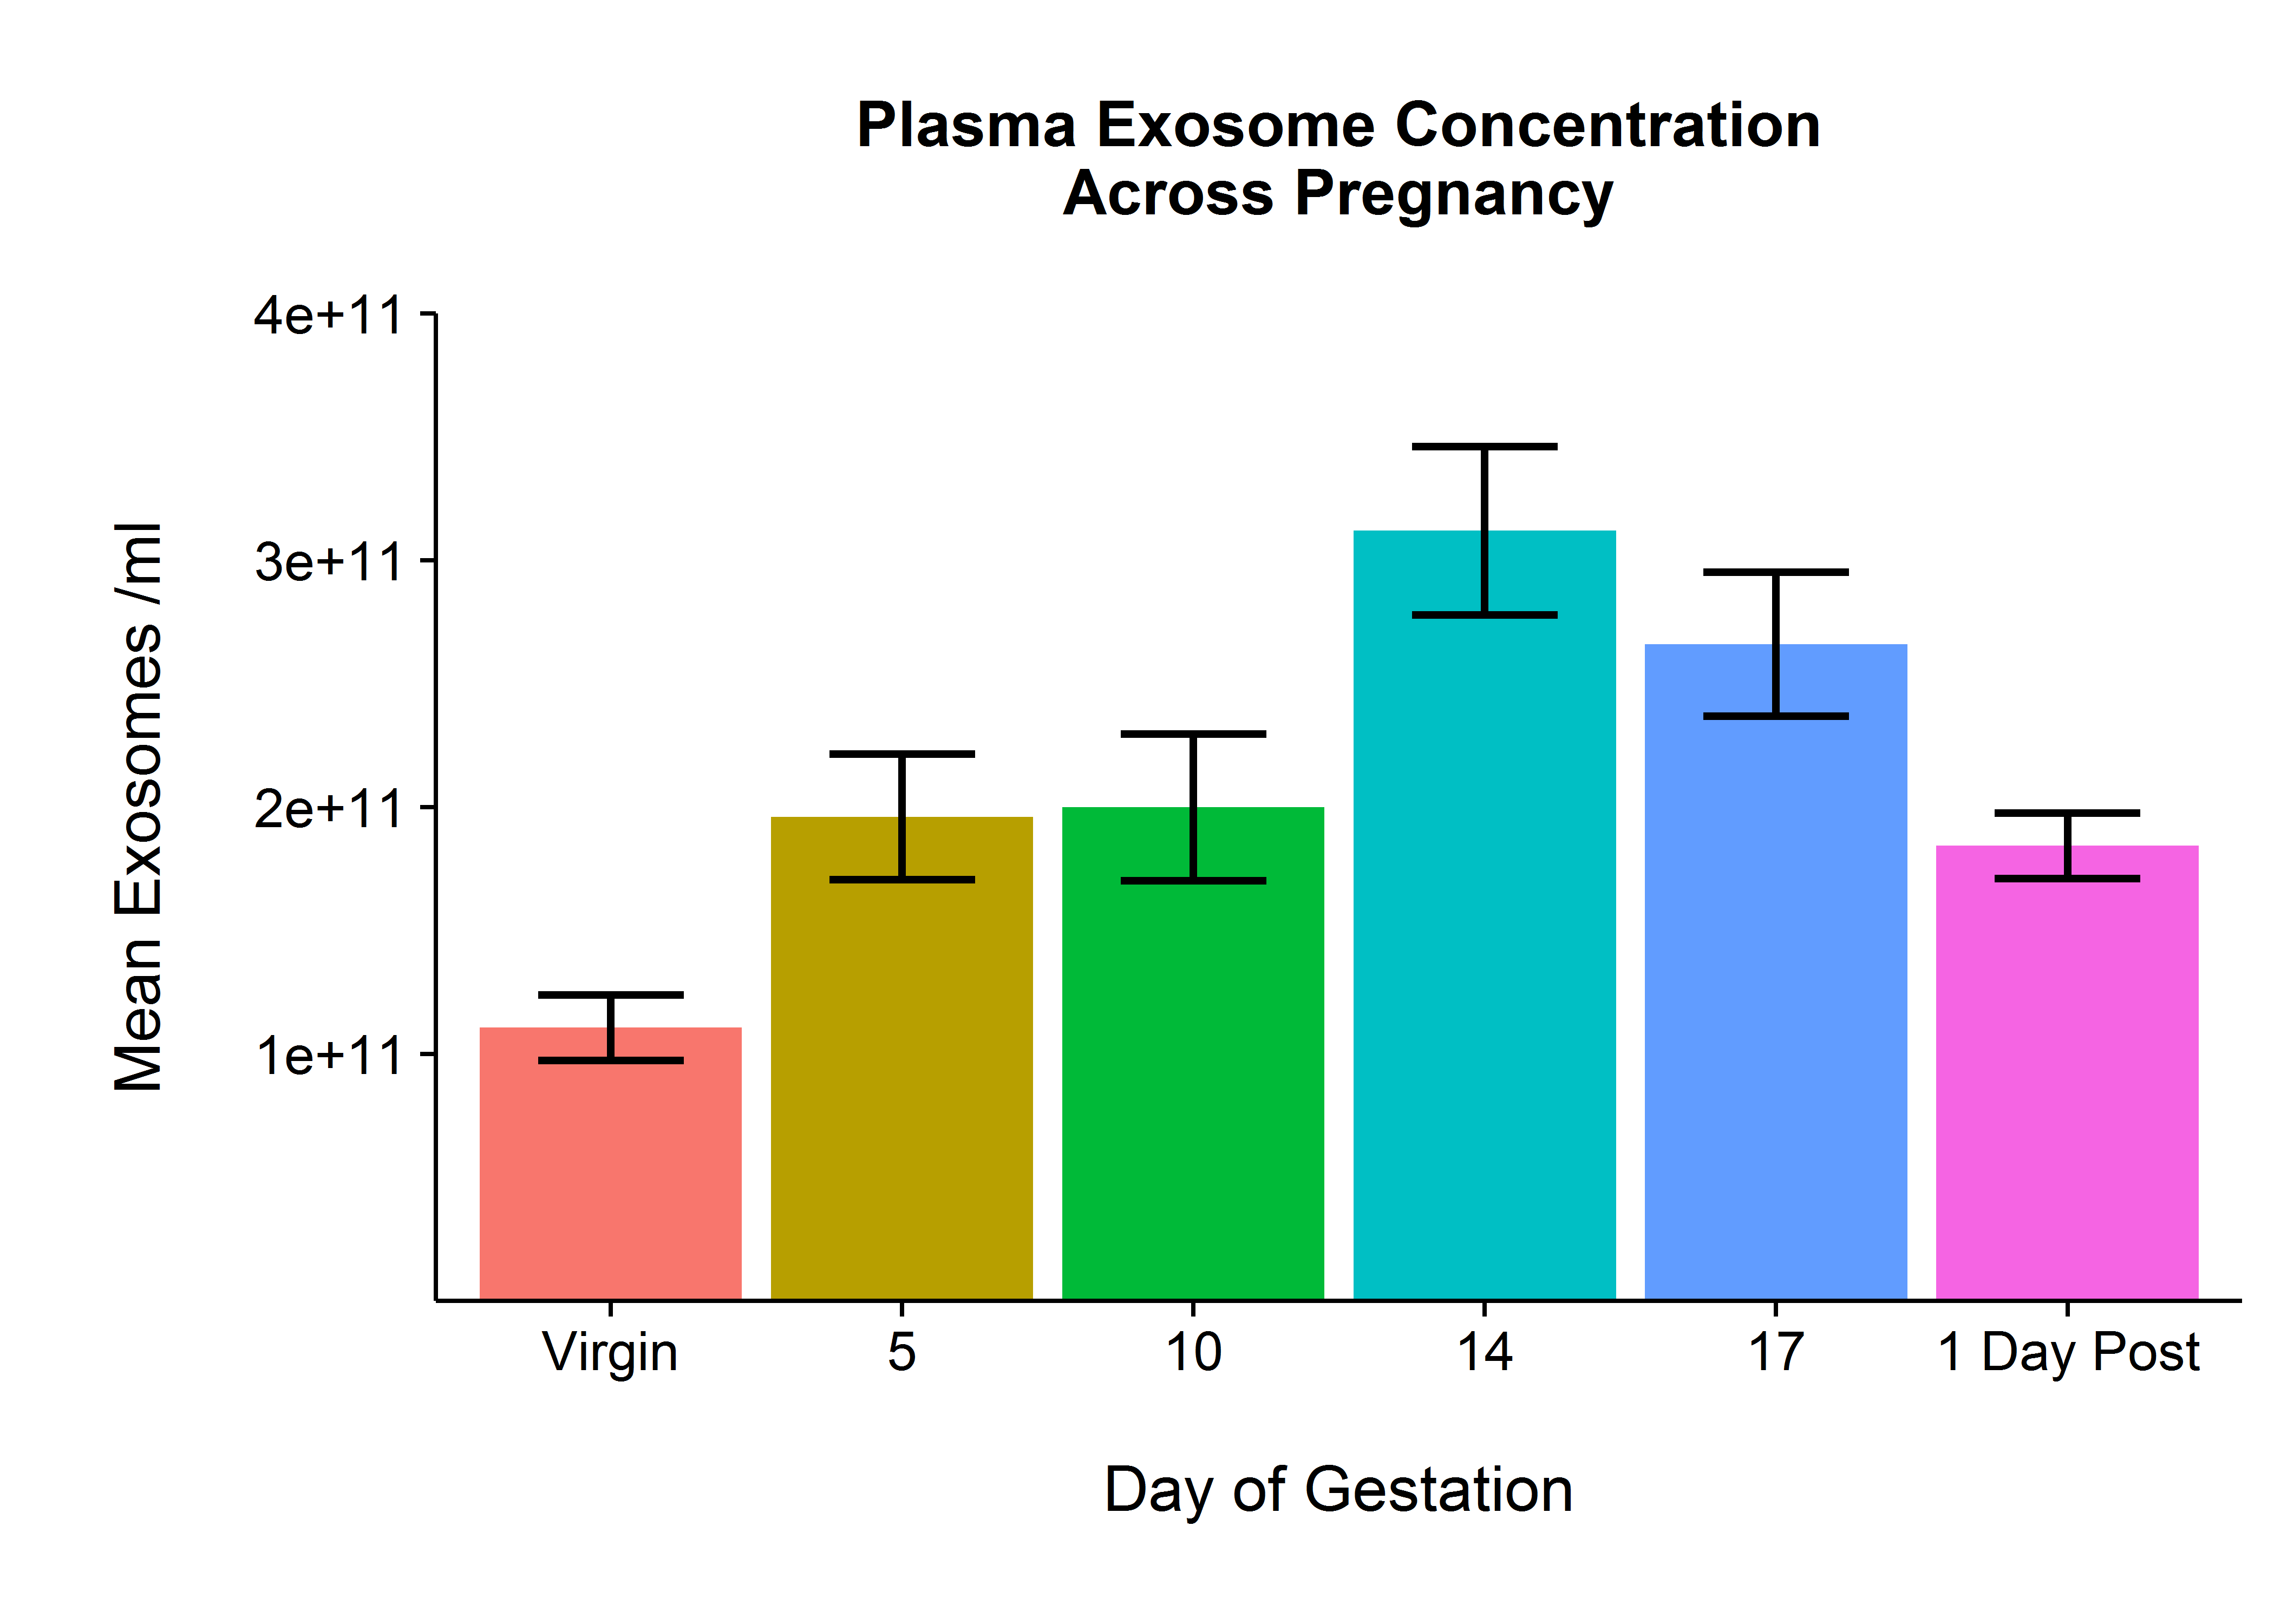 Plasma Exosome Concentration
Across Pregnancy
4e+11
3e+11
2e+11
1e+11
Mean Exosomes /ml
Virgin 5 10 14 17 1 Day Post
Day of Gestation